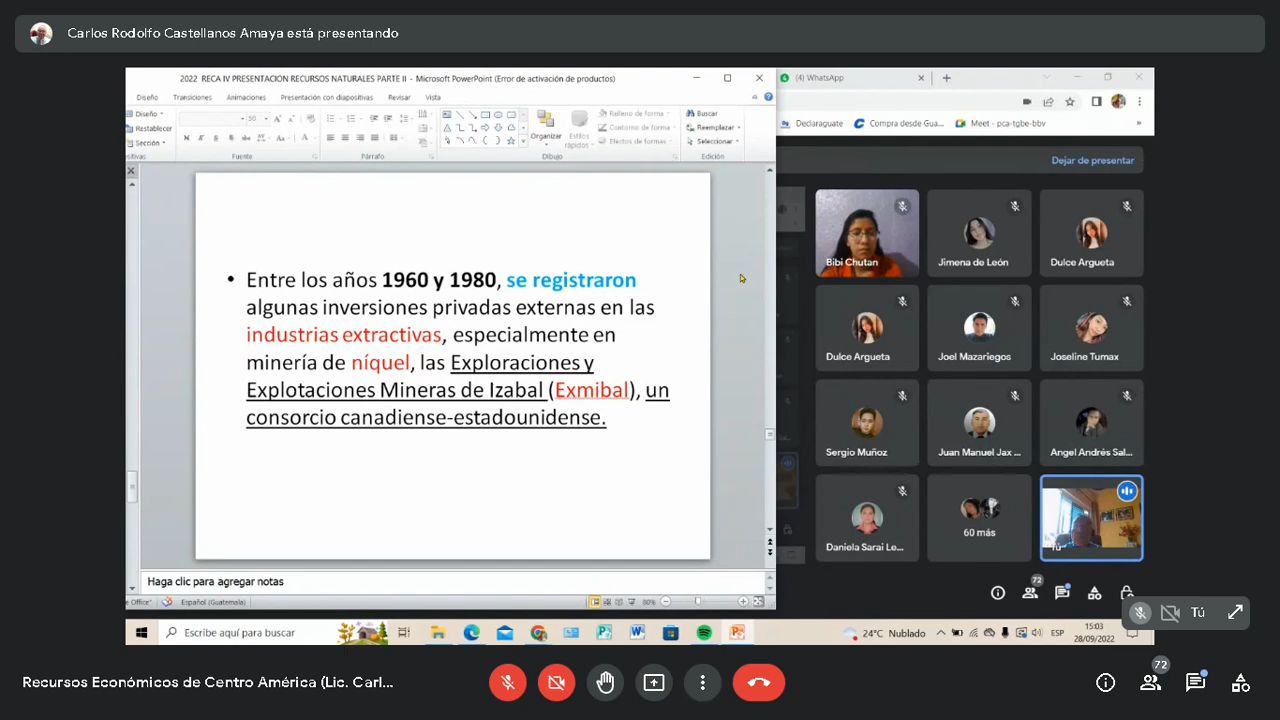 Carlos Rodolfo Castellanos Amaya está presentando
2022 RECA IV PRESENTACION RECURSOS NATURALES PARTE II - Microsoft PowerPoint (Error de activación de productos)
Diseño Transiciones Animaciones Presentación con diapositivas Revisar Vista
Diseño
Restablecer
Sección
Fuente
Párrafo
Organizar
Estilos
rápidos
Relleno de forma
Contorno de forma
Efectos de formas
Dibujo
Buscar
Reemplazar
Seleccionar
Edición
• Entre los años 1960 y 1980, se registraron
algunas inversiones privadas externas en las
industrias extractivas, especialmente en
minería de níquel, las Exploraciones y
Explotaciones Mineras de Izabal (Exmibal), un
consorcio canadiense-estadounidense.
Haga clic para agregar notas
Office"
Español (Guatemala)
80%
(4) WhatsApp
Declaraguate
Compra desde Gua...
Meet - pca-tgbe-bbv
»
Dejar de presentar
Bibi Chutan
Jimena de León
Dulce Argueta
Dulce Argueta
Joel Mazariegos
Joseline Tumax
Sergio Muñoz
Juan Manuel Jax ...
Angel Andrés Sal...
Daniela Sarai Le...
60 más
Tú
72
Tú
Escribe aquí para buscar
24°C Nublado
ESP
15:03
28/09/2022
Recursos Económicos de Centro América (Lic. Carl...
72